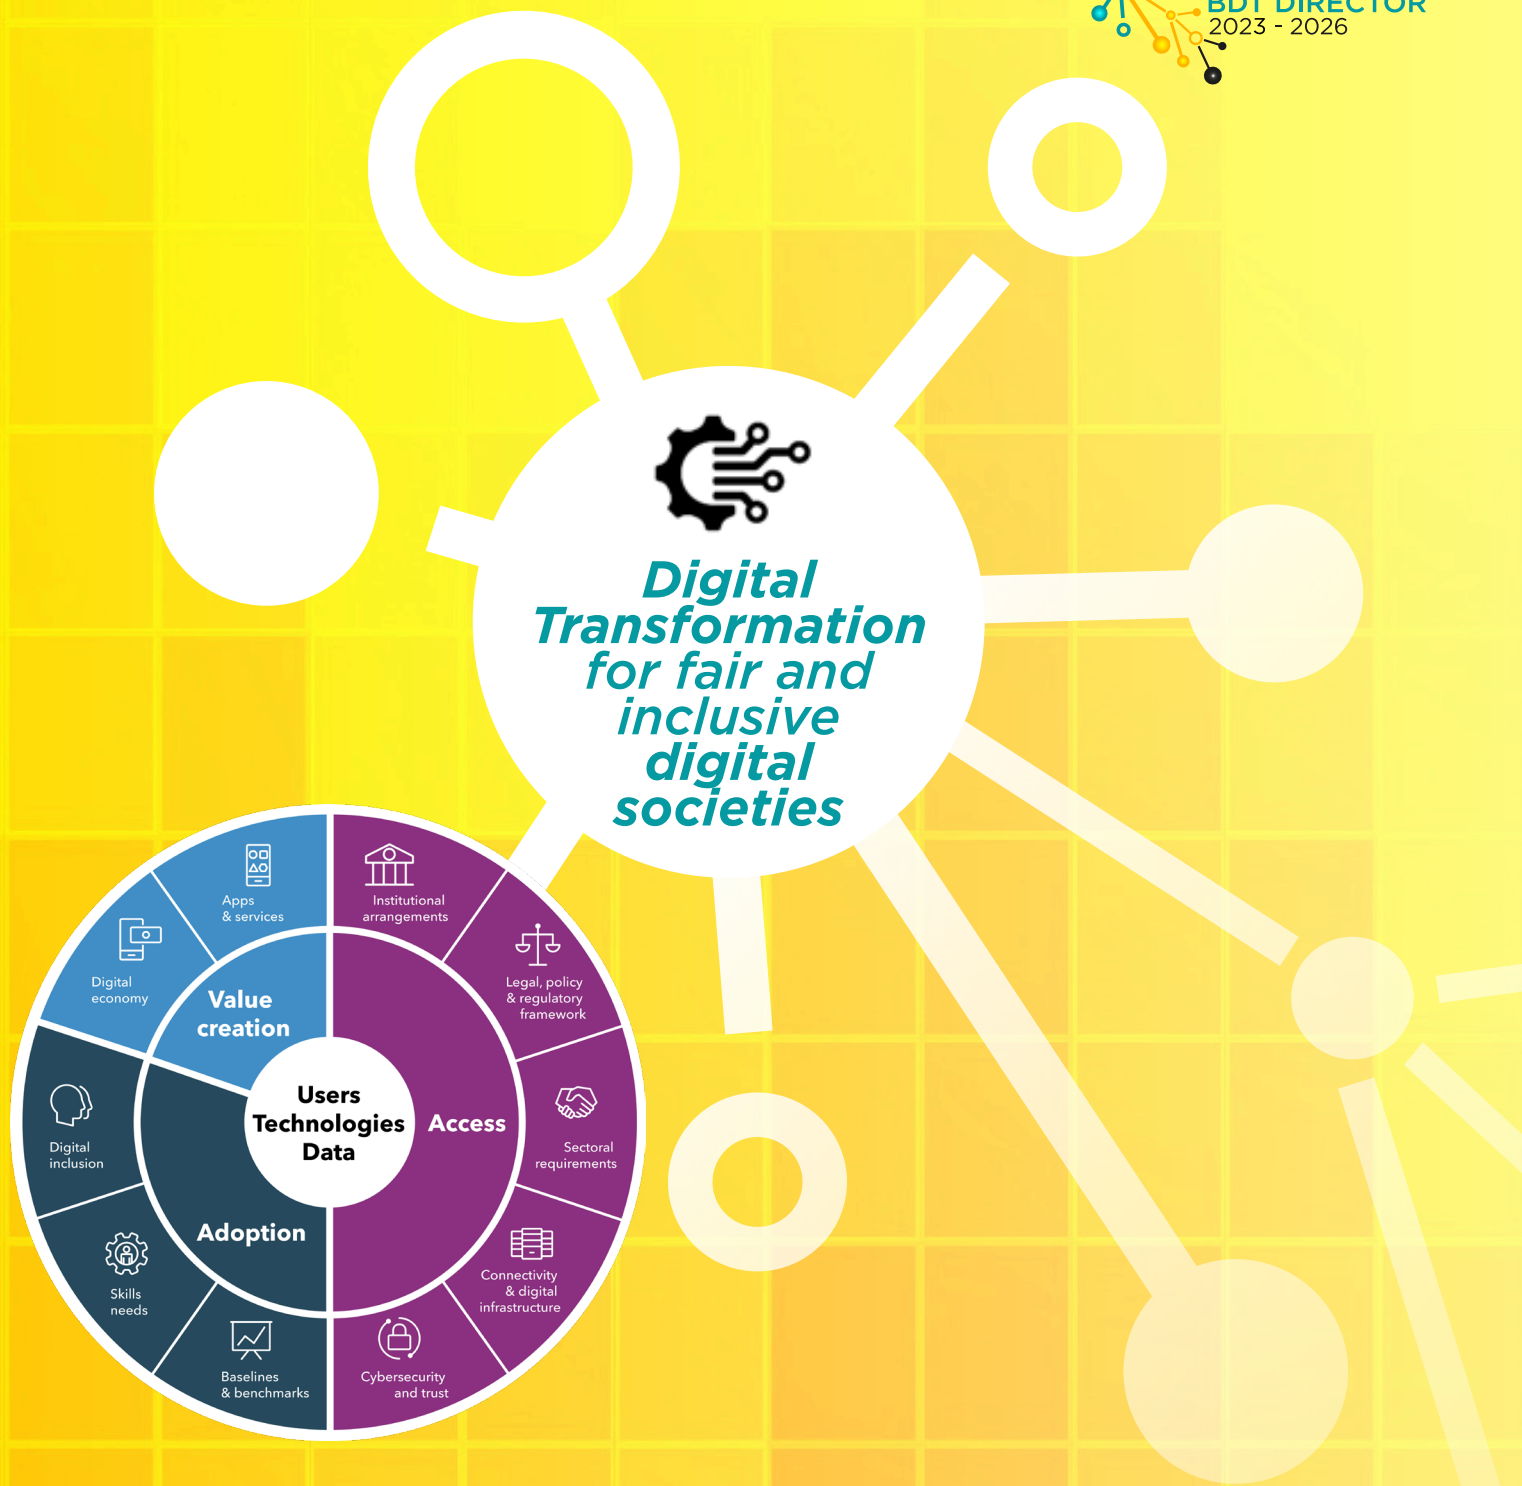 BDT DIRECTOR
2023 - 2026
Digital
Transformation
for fair and
inclusive
digital
societies
Apps
& services
Digital
economy
Value
creation
Institutional
arrangements
Legal, policy
& regulatory
framework
Users
Technologies
Data
Access
Sectoral
requirements
Digital
inclusion
Adoption
Skills
needs
Connectivity
& digital
infrastructure
Baselines
& benchmarks
Cybersecurity
and trust